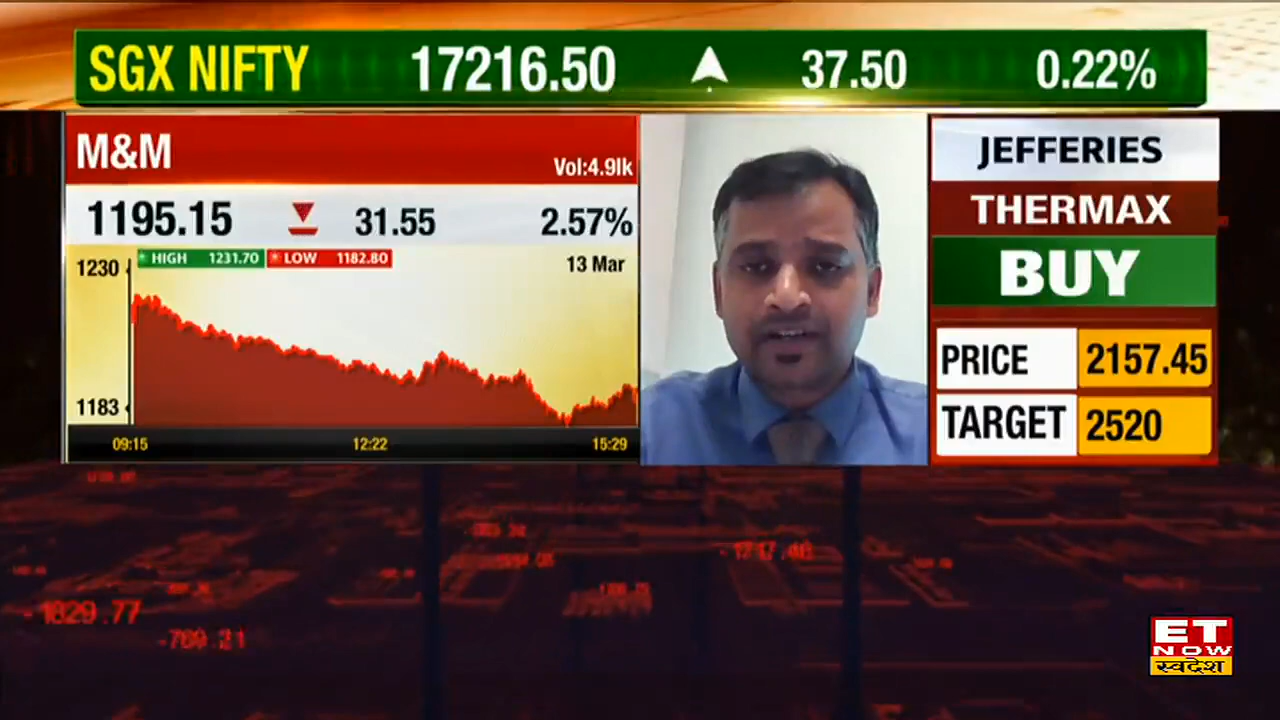 SGX NIFTY 17216.50 37.50 0.22%
M&M Vol:4.9lk
1195.15 31.55 2.57%
HIGH 1231.70 LOW 1182.80
13 Mar
1230
1183
09:15 12:22 15:29
JEFFERIES
THERMAX
BUY
PRICE 2157.45
TARGET 2520
-1829.77
ET
NOW
स्वदेश